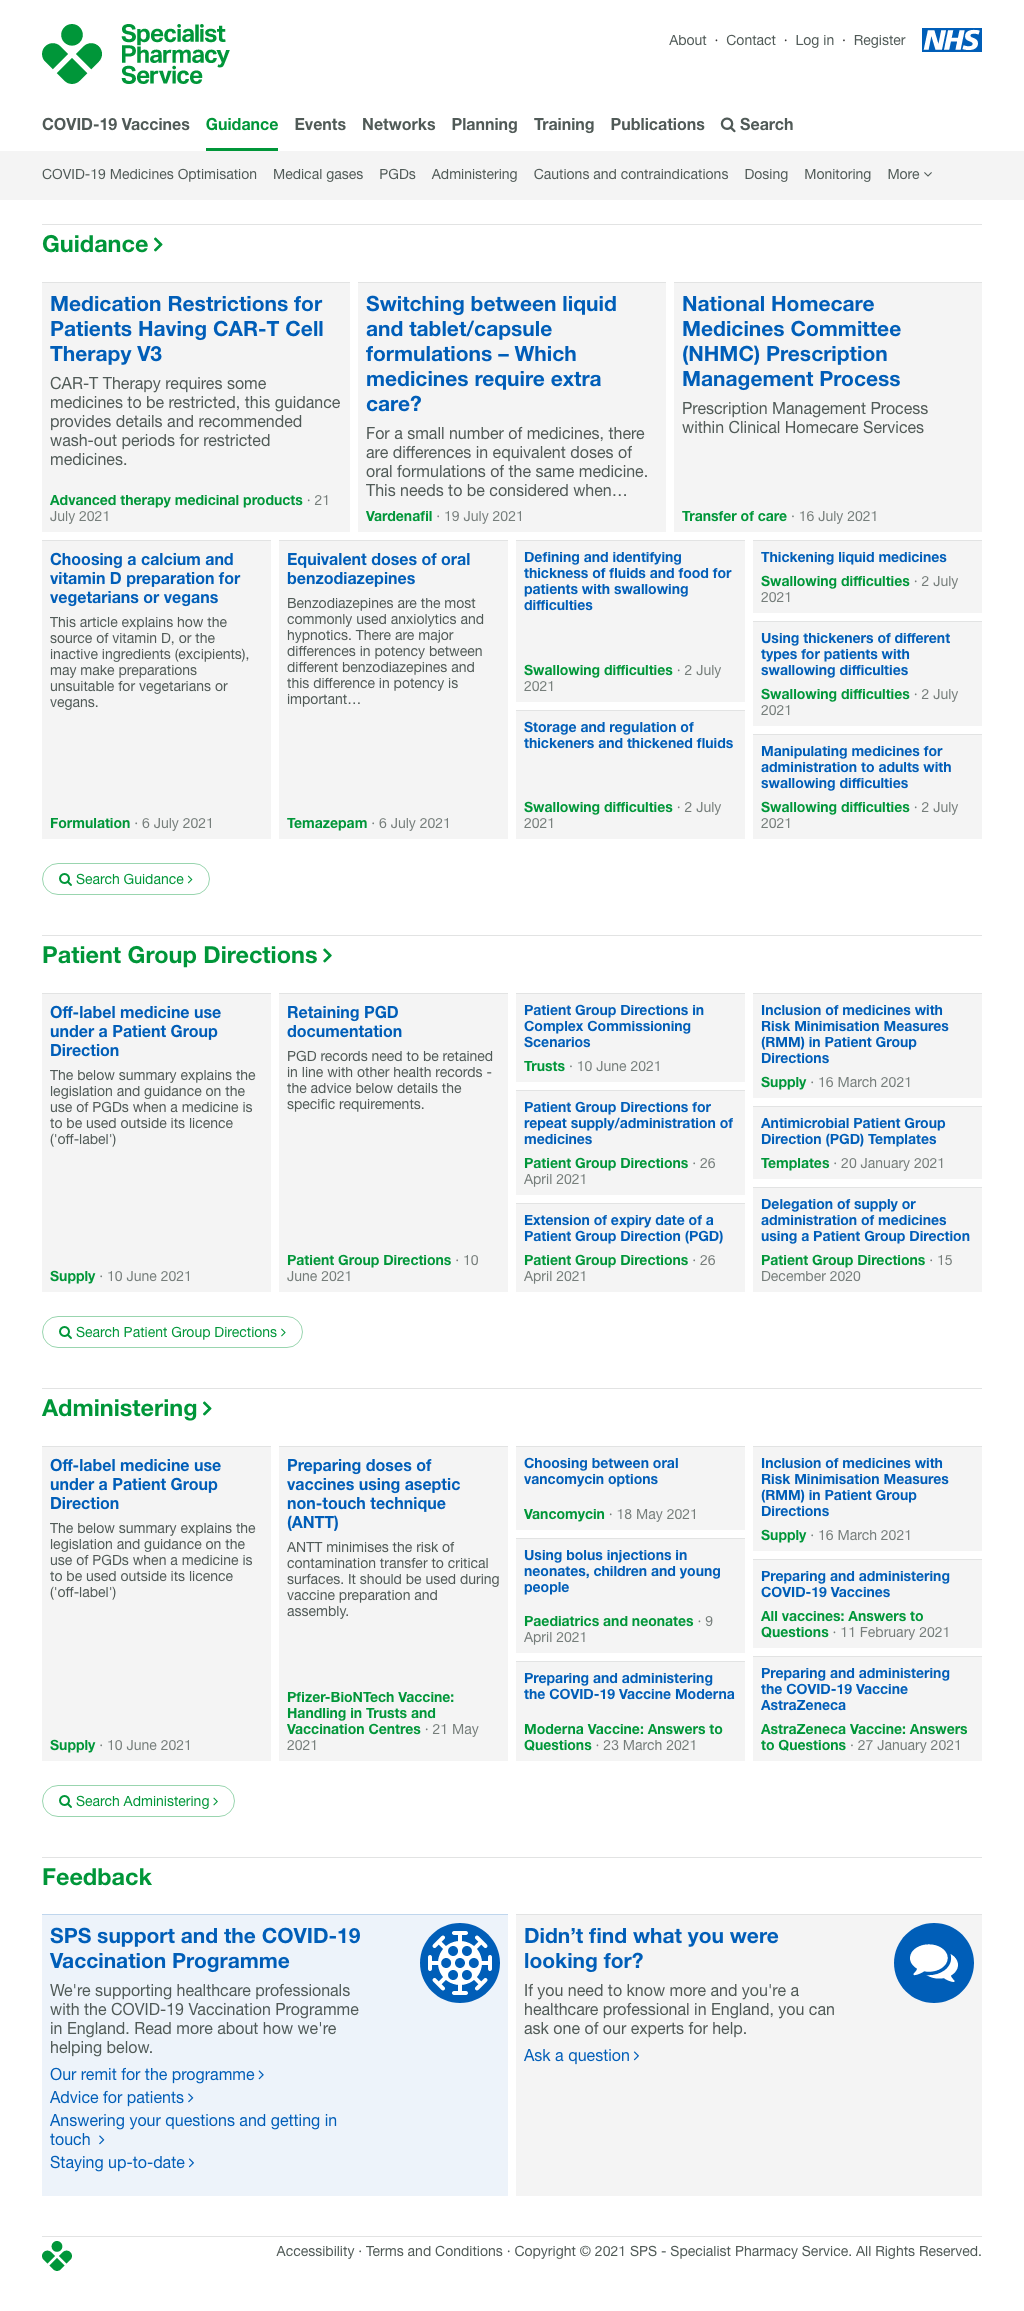 Specialist
Pharmacy
Service
About · Contact · Log in · Register
NHS
COVID-19 Vaccines Guidance Events Networks Planning Training Publications Search
COVID-19 Medicines Optimisation Medical gases PGDs Administering Cautions and contraindications Dosing Monitoring More
Guidance
Medication Restrictions for
Patients Having CAR-T Cell
Therapy V3
CAR-T Therapy requires some
medicines to be restricted, this guidance
provides details and recommended
wash-out periods for restricted
medicines.
Advanced therapy medicinal products · 21
July 2021
Switching between liquid
and tablet/capsule
formulations – Which
medicines require extra
care?
For a small number of medicines, there
are differences in equivalent doses of
oral formulations of the same medicine.
This needs to be considered when…
Vardenafil · 19 July 2021
National Homecare
Medicines Committee
(NHMC) Prescription
Management Process
Prescription Management Process
within Clinical Homecare Services
Transfer of care · 16 July 2021
Choosing a calcium and
vitamin D preparation for
vegetarians or vegans
This article explains how the
source of vitamin D, or the
inactive ingredients (excipients),
may make preparations
unsuitable for vegetarians or
vegans.
Formulation · 6 July 2021
Equivalent doses of oral
benzodiazepines
Benzodiazepines are the most
commonly used anxiolytics and
hypnotics. There are major
differences in potency between
different benzodiazepines and
this difference in potency is
important…
Temazepam · 6 July 2021
Defining and identifying
thickness of fluids and food for
patients with swallowing
difficulties
Swallowing difficulties · 2 July
2021
Storage and regulation of
thickeners and thickened fluids
Swallowing difficulties · 2 July
2021
Thickening liquid medicines
Swallowing difficulties · 2 July
2021
Using thickeners of different
types for patients with
swallowing difficulties
Swallowing difficulties · 2 July
2021
Manipulating medicines for
administration to adults with
swallowing difficulties
Swallowing difficulties · 2 July
2021
Search Guidance
Patient Group Directions
Off-label medicine use
under a Patient Group
Direction
The below summary explains the
legislation and guidance on the
use of PGDs when a medicine is
to be used outside its licence
('off-label')
Supply · 10 June 2021
Retaining PGD
documentation
PGD records need to be retained
in line with other health records -
the advice below details the
specific requirements.
Patient Group Directions · 10
June 2021
Patient Group Directions in
Complex Commissioning
Scenarios
Trusts · 10 June 2021
Patient Group Directions for
repeat supply/administration of
medicines
Patient Group Directions · 26
April 2021
Extension of expiry date of a
Patient Group Direction (PGD)
Patient Group Directions · 26
April 2021
Inclusion of medicines with
Risk Minimisation Measures
(RMM) in Patient Group
Directions
Supply · 16 March 2021
Antimicrobial Patient Group
Direction (PGD) Templates
Templates · 20 January 2021
Delegation of supply or
administration of medicines
using a Patient Group Direction
Patient Group Directions · 15
December 2020
Search Patient Group Directions
Administering
Off-label medicine use
under a Patient Group
Direction
The below summary explains the
legislation and guidance on the
use of PGDs when a medicine is
to be used outside its licence
('off-label')
Supply · 10 June 2021
Preparing doses of
vaccines using aseptic
non-touch technique
(ANTT)
ANTT minimises the risk of
contamination transfer to critical
surfaces. It should be used during
vaccine preparation and
assembly.
Pfizer-BioNTech Vaccine:
Handling in Trusts and
Vaccination Centres · 21 May
2021
Choosing between oral
vancomycin options
Vancomycin · 18 May 2021
Using bolus injections in
neonates, children and young
people
Paediatrics and neonates · 9
April 2021
Preparing and administering
the COVID-19 Vaccine Moderna
Moderna Vaccine: Answers to
Questions · 23 March 2021
Inclusion of medicines with
Risk Minimisation Measures
(RMM) in Patient Group
Directions
Supply · 16 March 2021
Preparing and administering
COVID-19 Vaccines
All vaccines: Answers to
Questions · 11 February 2021
Preparing and administering
the COVID-19 Vaccine
AstraZeneca
AstraZeneca Vaccine: Answers
to Questions · 27 January 2021
Search Administering
Feedback
SPS support and the COVID-19
Vaccination Programme
We're supporting healthcare professionals
with the COVID-19 Vaccination Programme
in England. Read more about how we're
helping below.
Our remit for the programme
Advice for patients
Answering your questions and getting in
touch
Staying up-to-date
Didn’t find what you were
looking for?
If you need to know more and you're a
healthcare professional in England, you can
ask one of our experts for help.
Ask a question
Accessibility · Terms and Conditions · Copyright © 2021 SPS - Specialist Pharmacy Service. All Rights Reserved.